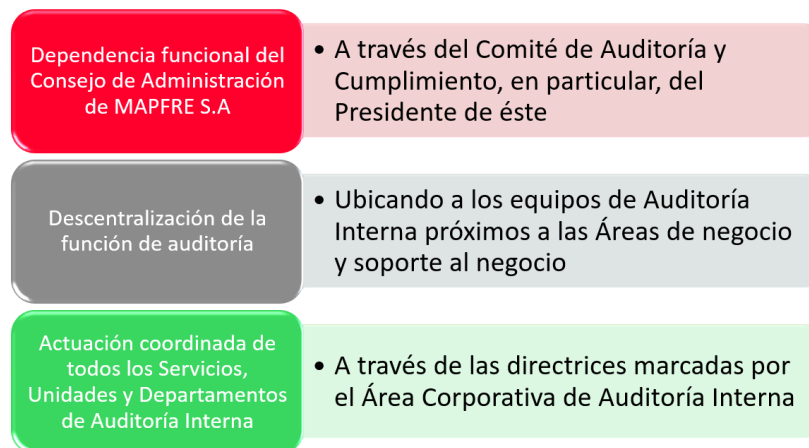 Dependencia funcional del
Consejo de Administración
de MAPFRE S.A
• A través del Comité de Auditoría y
Cumplimiento, en particular, del
Presidente de éste
Descentralización de la
función de auditoría
• Ubicando a los equipos de Auditoría
Interna próximos a las Áreas de negocio
y soporte al negocio
Actuación coordinada de
todos los Servicios,
Unidades y Departamentos
de Auditoría Interna
• A través de las directrices marcadas por
el Área Corporativa de Auditoría Interna